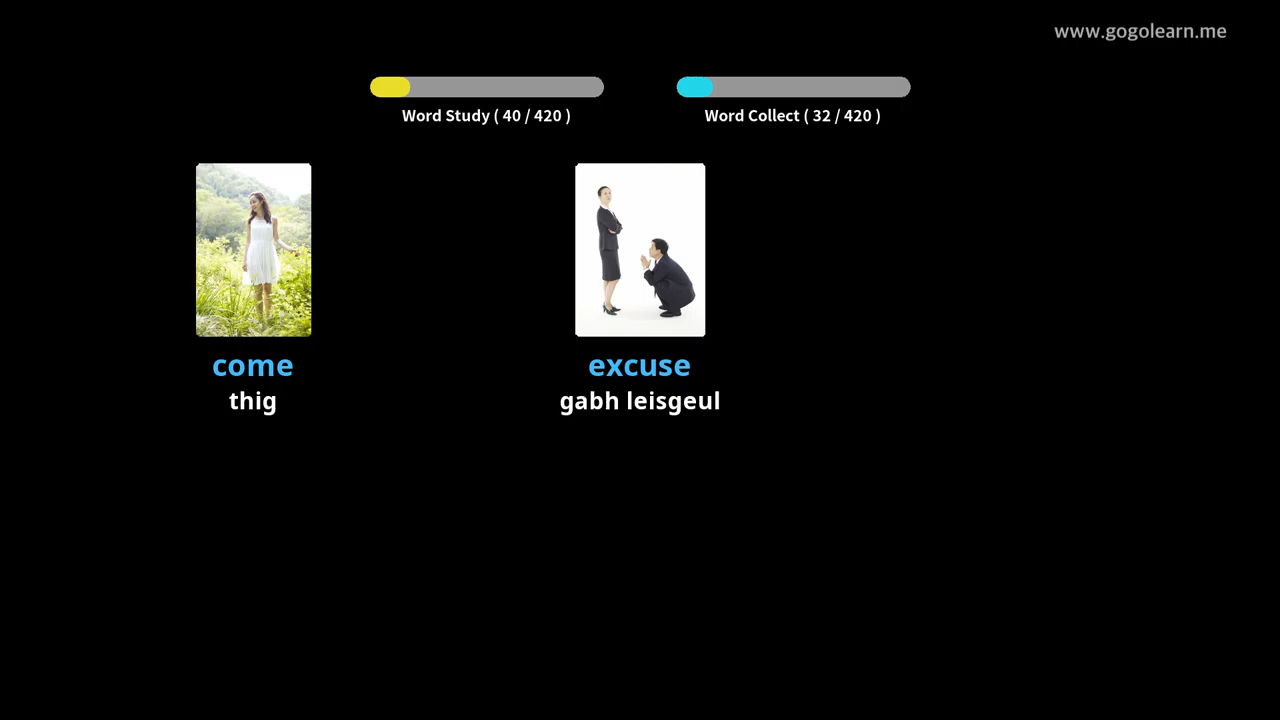 www.gogolearn.me
Word Study ( 40 / 420 )
Word Collect ( 32 / 420 )
come
thig
excuse
gabh leisgeul